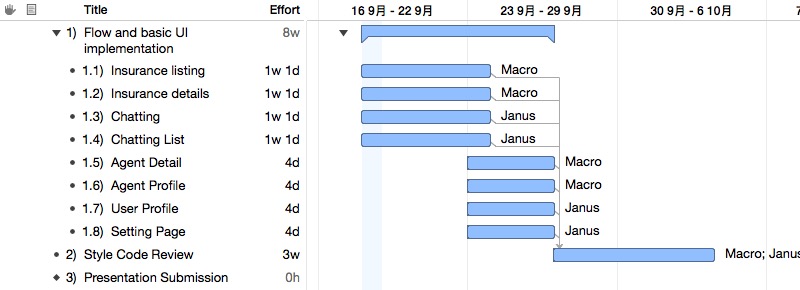 Title Effort 16 9月 - 22 9月 23 9月 - 29 9月 30 9月 - 6 10月
1) Flow and basic UI 8w
implementation
1.1) Insurance listing 1w 1d Macro
1.2) Insurance details 1w 1d Macro
1.3) Chatting 1w 1d Janus
1.4) Chatting List 1w 1d Janus
1.5) Agent Detail 4d Macro
1.6) Agent Profile 4d Macro
1.7) User Profile 4d Janus
1.8) Setting Page 4d Janus
2) Style Code Review 3w Macro; Janus
3) Presentation Submission 0h